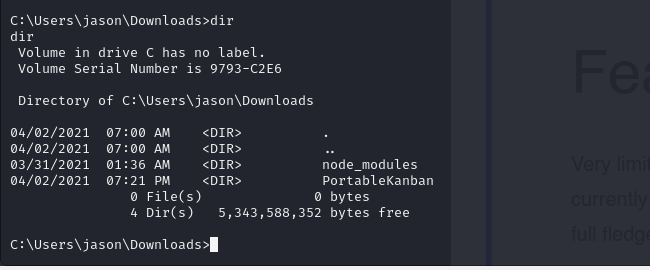 C:\Users\jason\Downloads>dir
dir
 Volume in drive C has no label.
 Volume Serial Number is 9793-C2E6

 Directory of C:\Users\jason\Downloads

04/02/2021  07:00 AM    <DIR>          .
04/02/2021  07:00 AM    <DIR>          ..
03/31/2021  01:36 AM    <DIR>          node_modules
04/02/2021  07:21 PM    <DIR>          PortableKanban
               0 File(s)              0 bytes
               4 Dir(s)   5,343,588,352 bytes free

C:\Users\jason\Downloads>
Fea
Very limi
currently
full fledg